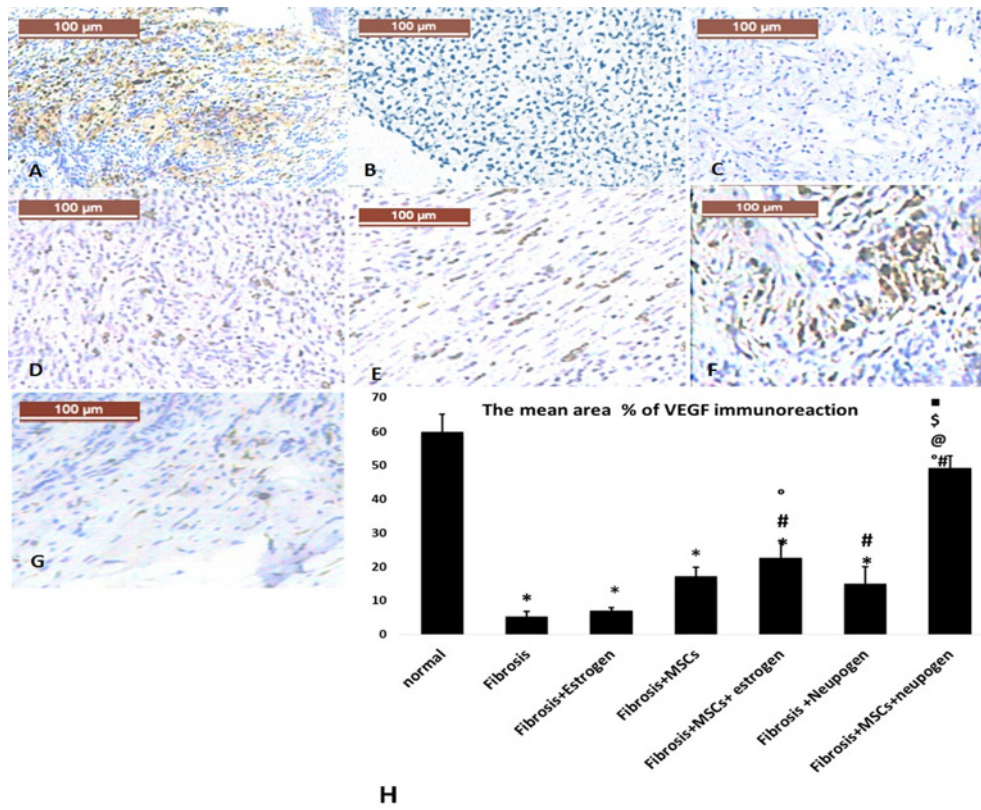 100 µm
100 µm
100 µm
A
B
C
100 µm
100 µm
100 µm
D
E
F
100 µm
G
The mean area % of VEGF immunoreaction
70
60
50
40
30
20
10
0
*
*
*
°
#
*
#
*
■
$
@
°#
normal
Fibrosis
Fibrosis+Estrogen
Fibrosis+MSCs
Fibrosis+MSCs+ estrogen
Fibrosis +Neupogen
Fibrosis+MSCs+neupogen
H